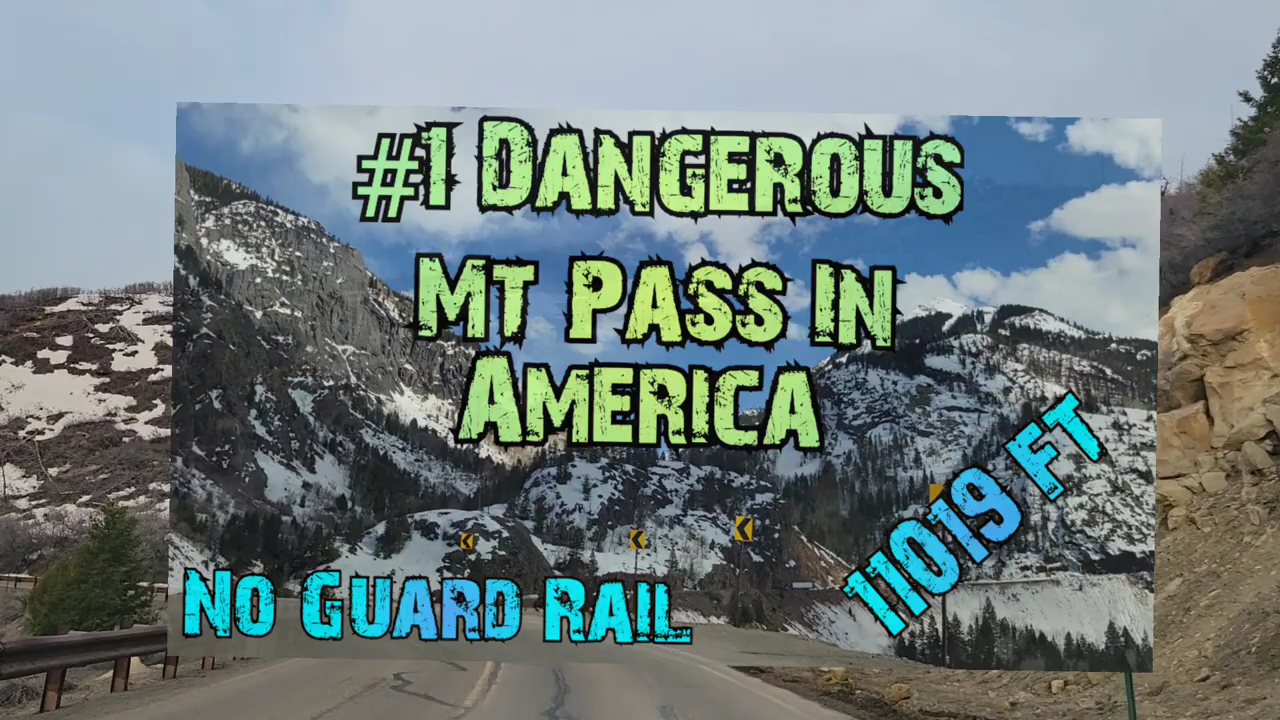 #1 Dangerous
Mt Pass In
America
11019 Ft
No Guard Rail